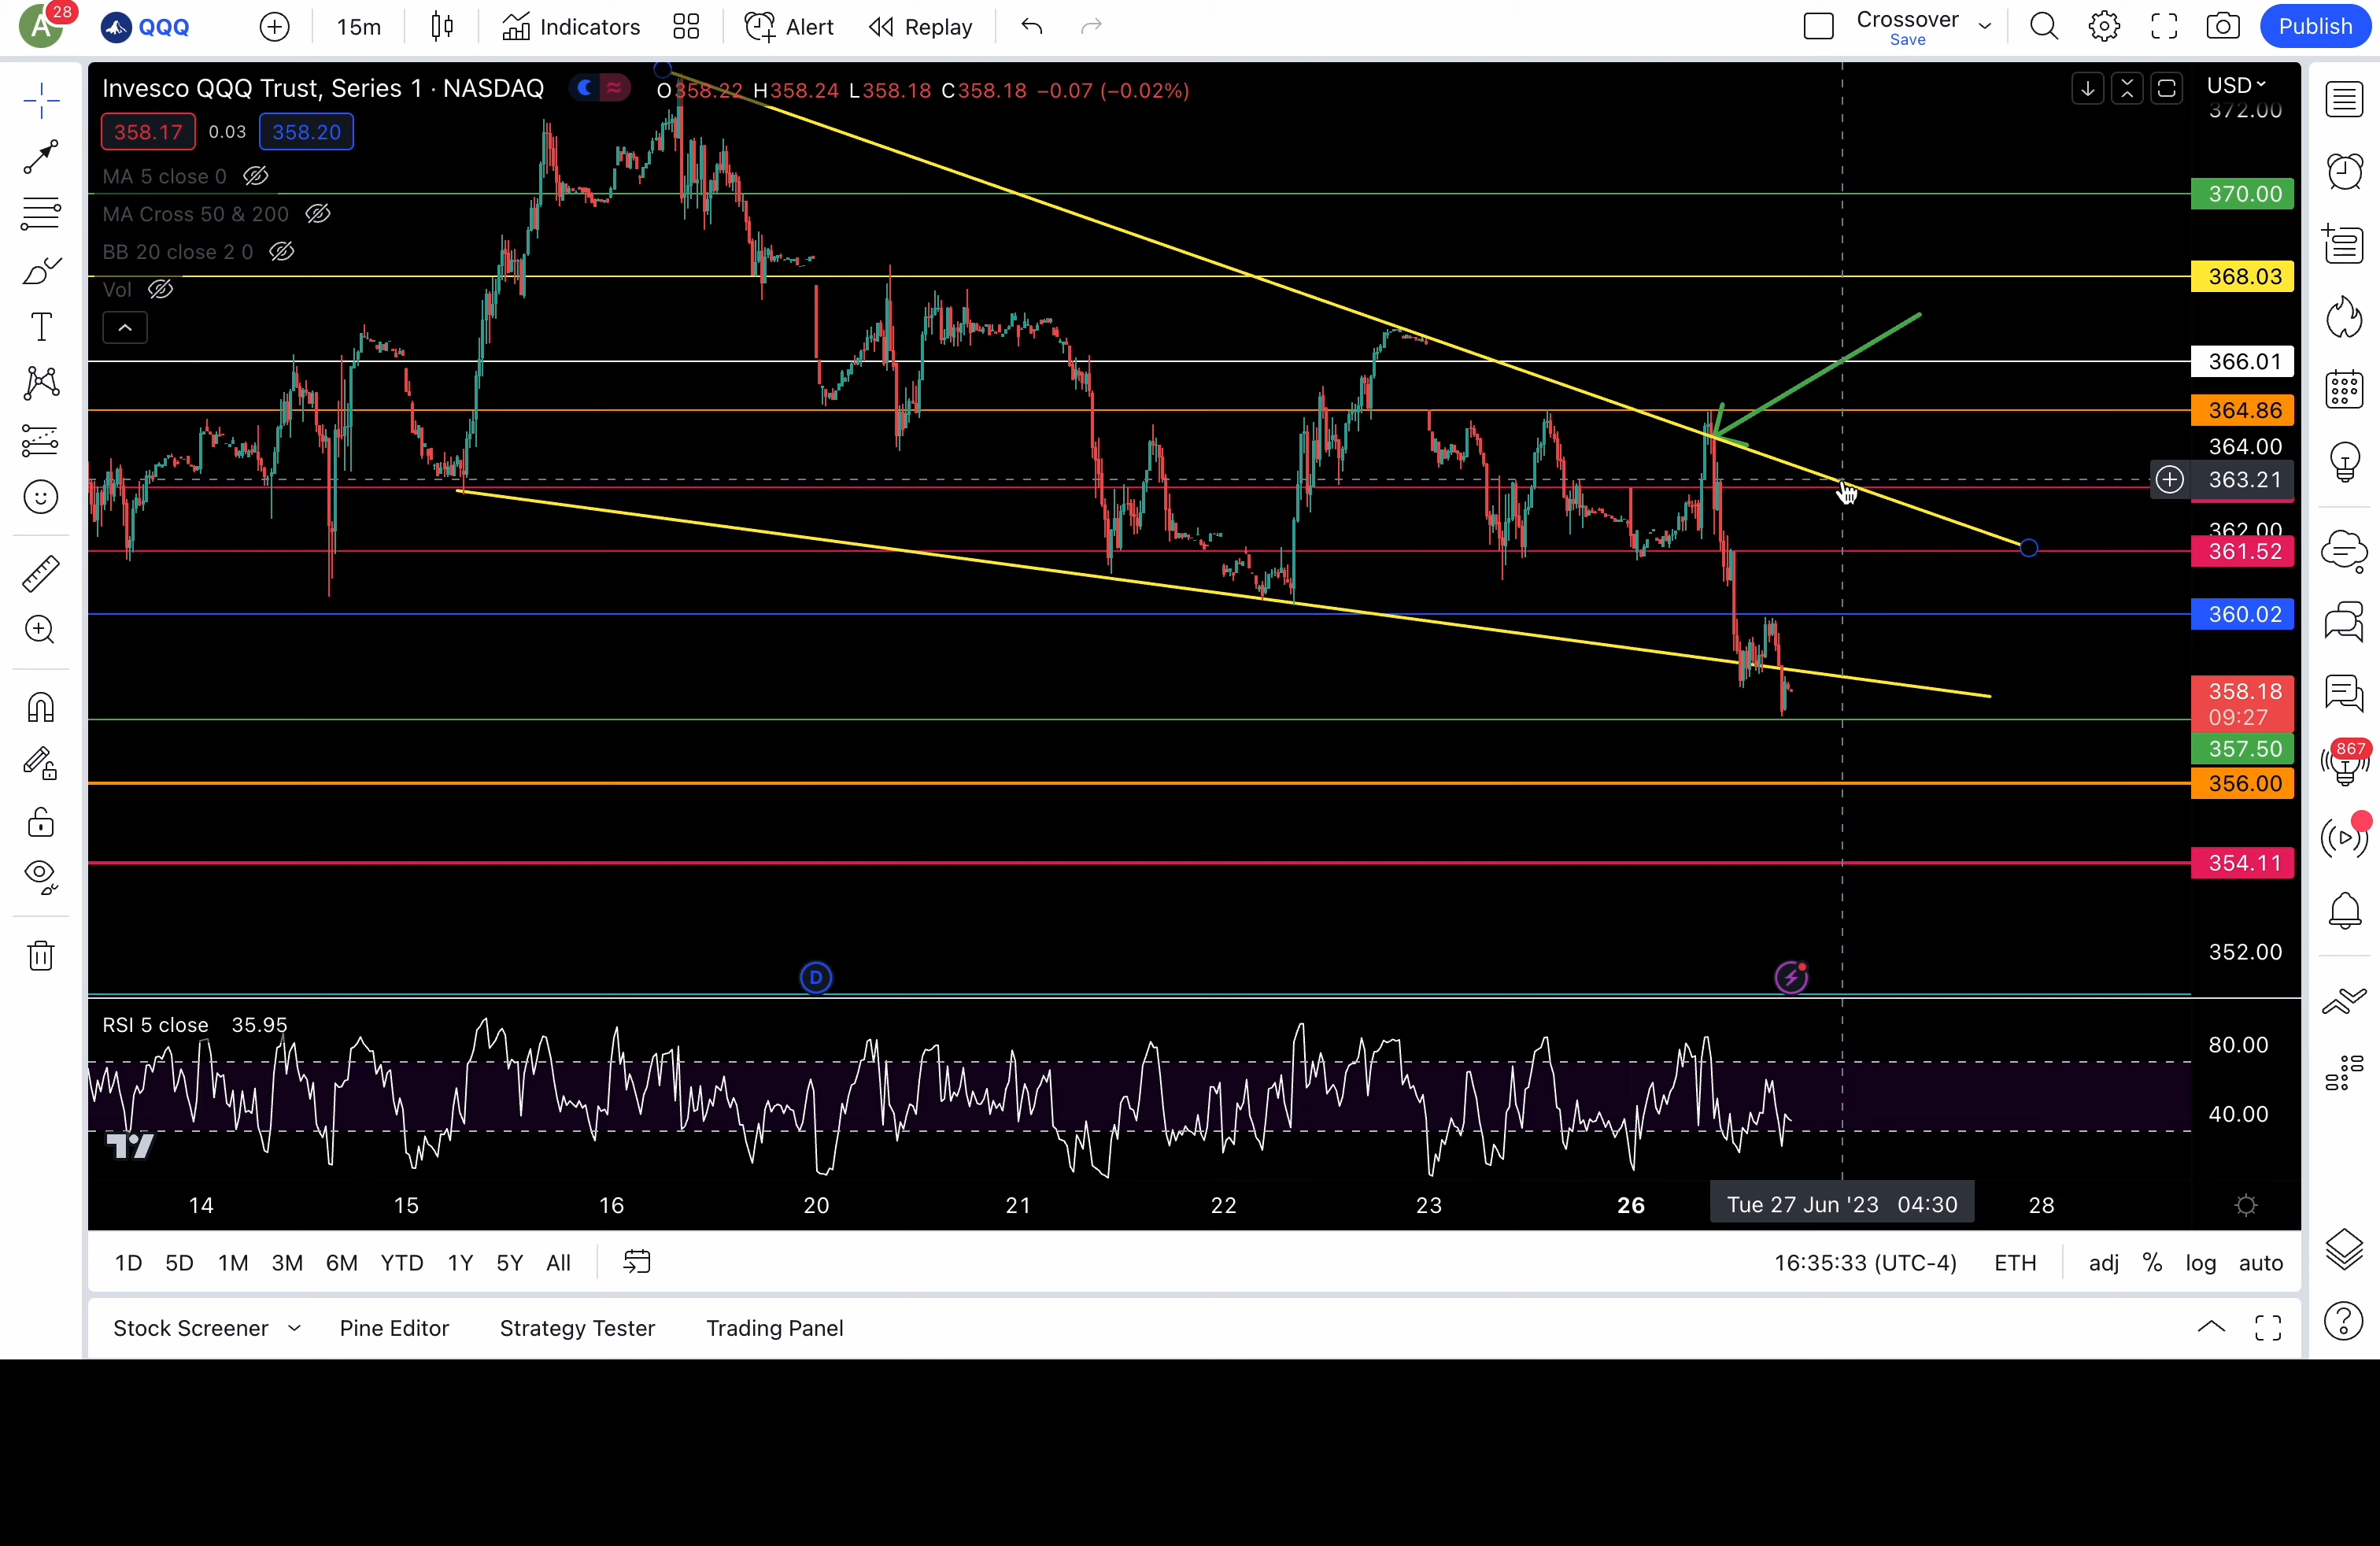 A 28 QQQ 15m Indicators Alert Replay Crossover Save Publish
Invesco QQQ Trust, Series 1 · NASDAQ O358.22 H358.24 L358.18 C358.18 −0.07 (−0.02%) USD
372.00
358.17 0.03 358.20
MA 5 close 0
370.00
MA Cross 50 & 200
BB 20 close 2 0
368.03
Vol
366.01
364.86
364.00
363.21
362.00
361.52
360.02
358.18
09:27
357.50
867
356.00
354.11
352.00
D
RSI 5 close 35.95
80.00
40.00
14 15 16 20 21 22 23 26 Tue 27 Jun '23 04:30 28
1D 5D 1M 3M 6M YTD 1Y 5Y All 16:35:33 (UTC-4) ETH adj % log auto
Stock Screener Pine Editor Strategy Tester Trading Panel